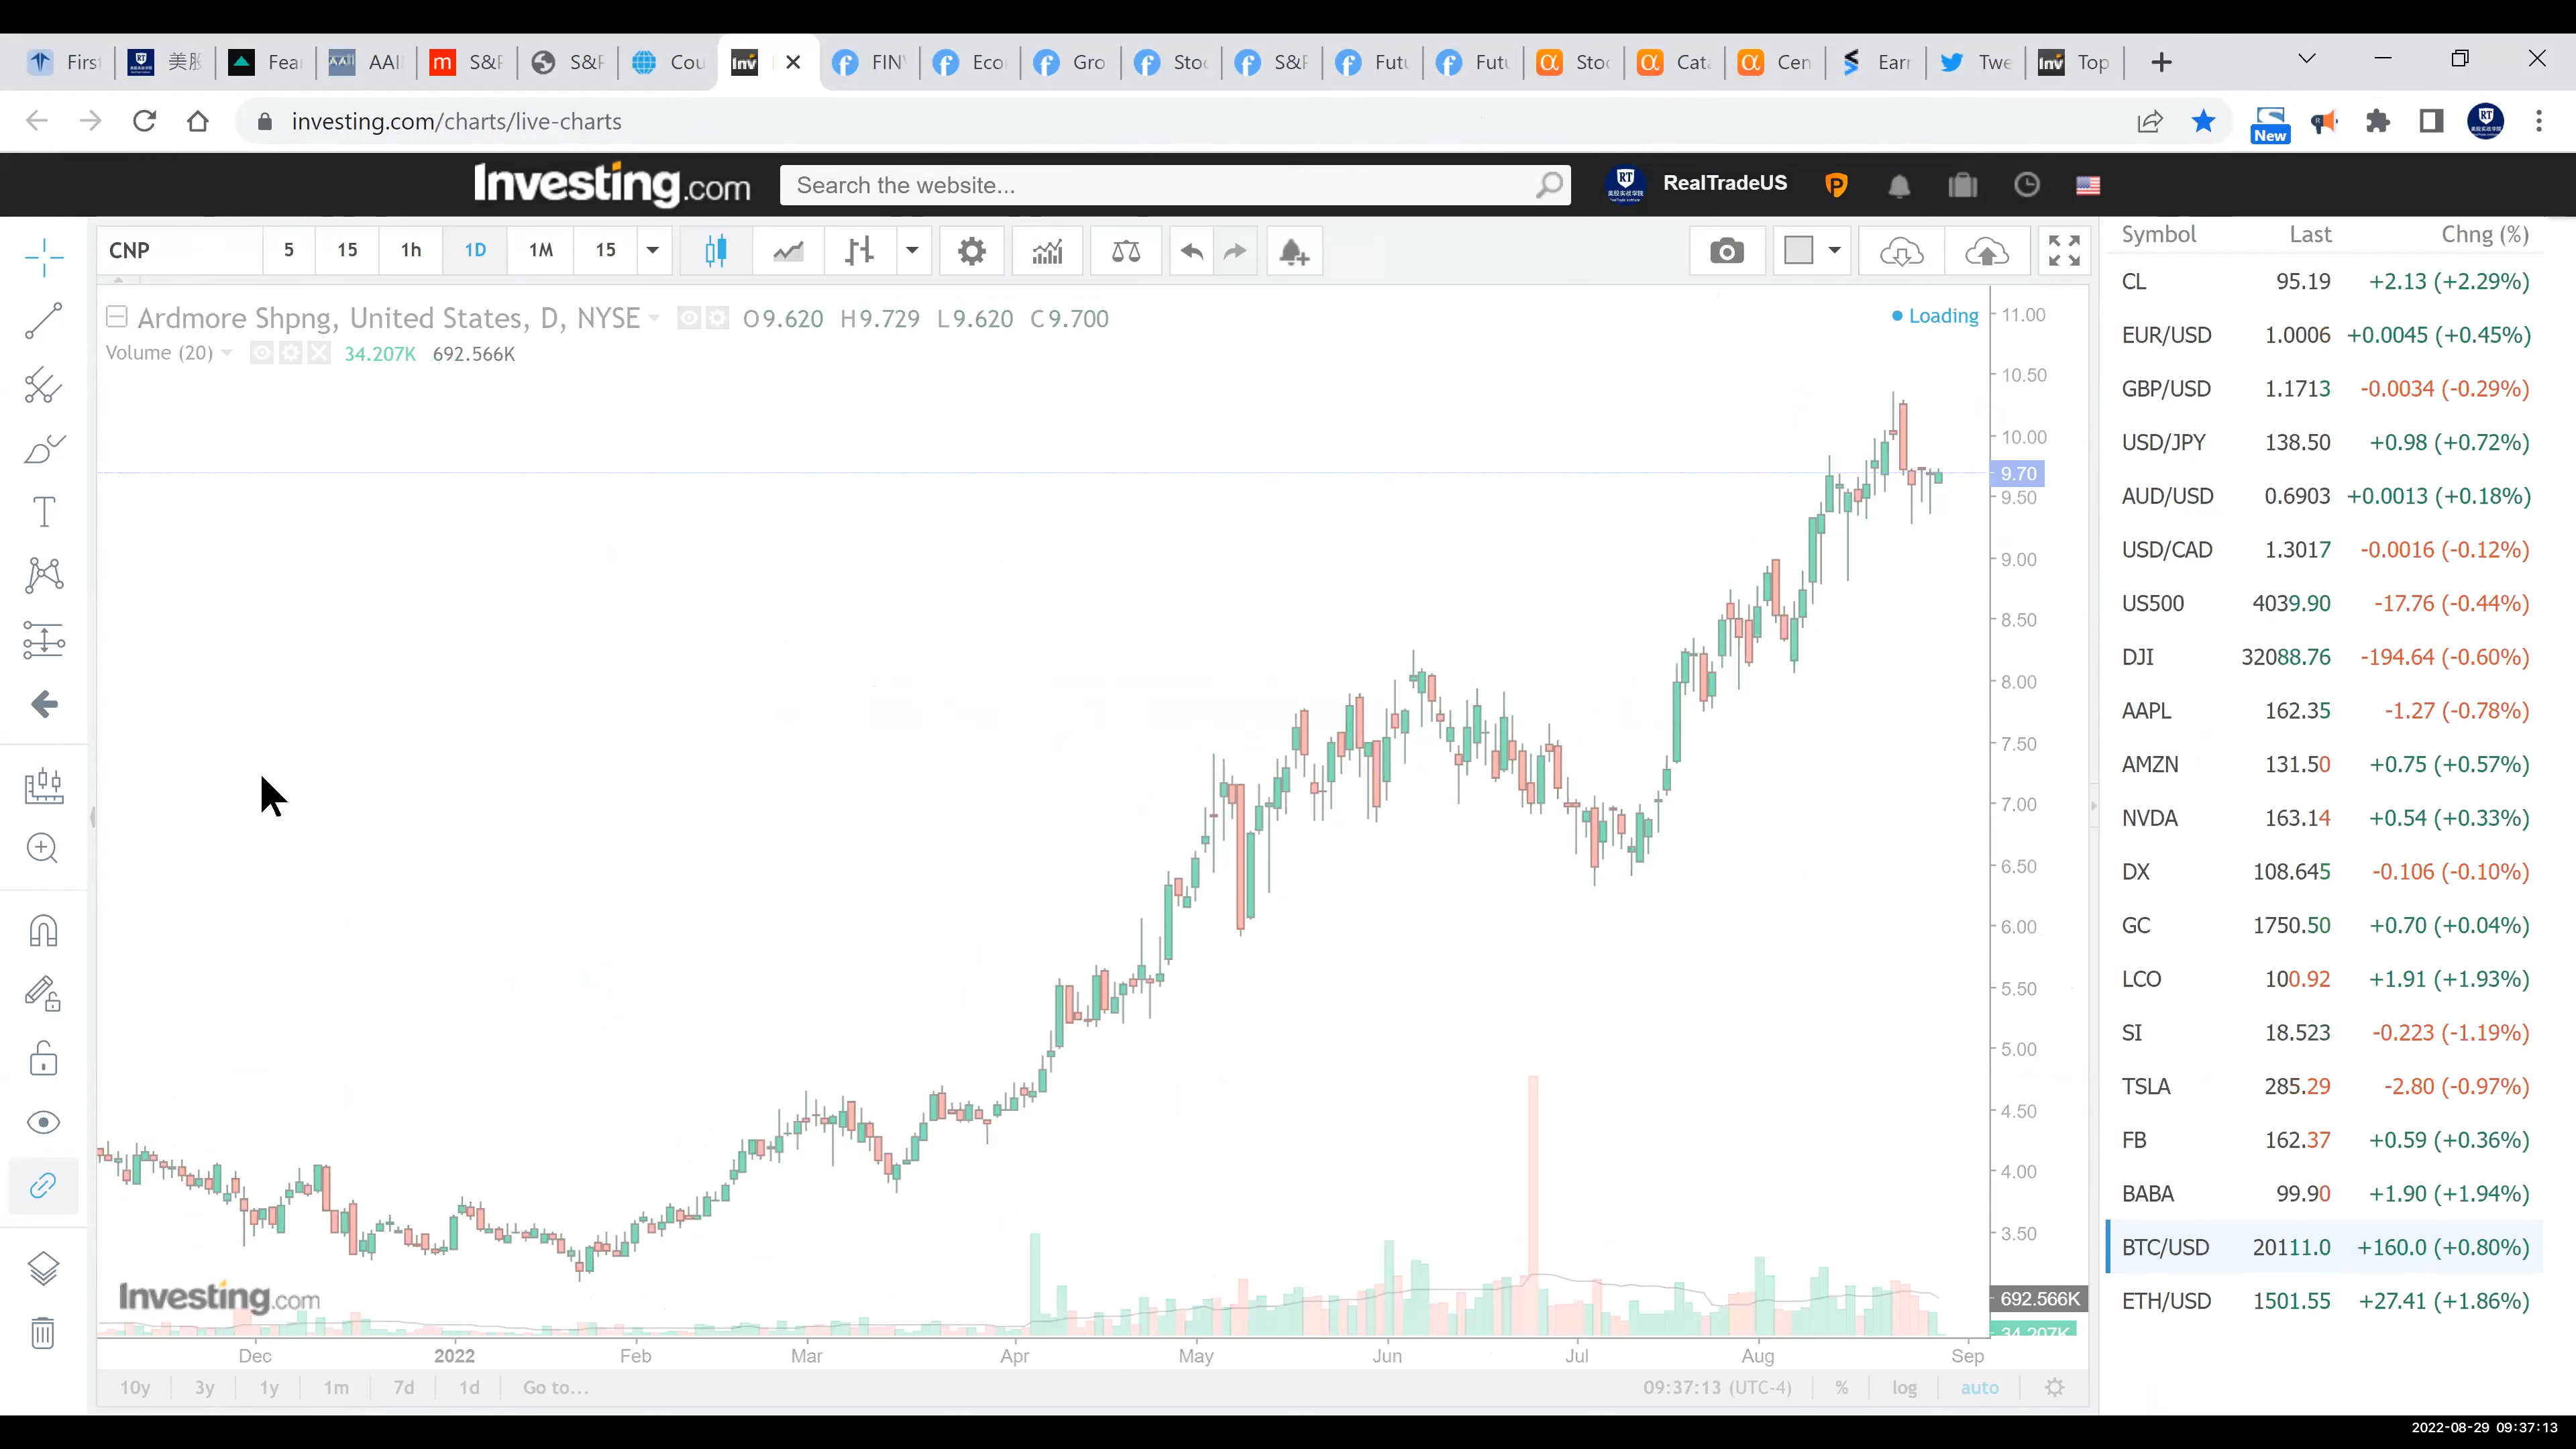 Firs 美股 Fear AAI S&P S&P Cou FIN Eco Gro Stoc S&P Futu Futu Stoc Cata Cen Earn Twe Top
investing.com/charts/live-charts
New
Investing.com Search the website... RealTradeUS
CNP 5 15 1h 1D 1M 15
Ardmore Shpng, United States, D, NYSE O9.620 H9.729 L9.620 C9.700
Loading
Volume (20) 34.207K 692.566K
11.00
10.50
10.00
9.70
9.50
9.00
8.50
8.00
7.50
7.00
6.50
6.00
5.50
5.00
4.50
4.00
3.50
692.566K
34.207K
Investing.com
Dec 2022 Feb Mar Apr May Jun Jul Aug Sep
10y 3y 1y 1m 7d 1d Go to... 09:37:13 (UTC-4) % log auto
Symbol Last Chng (%)
CL 95.19 +2.13 (+2.29%)
EUR/USD 1.0006 +0.0045 (+0.45%)
GBP/USD 1.1713 -0.0034 (-0.29%)
USD/JPY 138.50 +0.98 (+0.72%)
AUD/USD 0.6903 +0.0013 (+0.18%)
USD/CAD 1.3017 -0.0016 (-0.12%)
US500 4039.90 -17.76 (-0.44%)
DJI 32088.76 -194.64 (-0.60%)
AAPL 162.35 -1.27 (-0.78%)
AMZN 131.50 +0.75 (+0.57%)
NVDA 163.14 +0.54 (+0.33%)
DX 108.645 -0.106 (-0.10%)
GC 1750.50 +0.70 (+0.04%)
LCO 100.92 +1.91 (+1.93%)
SI 18.523 -0.223 (-1.19%)
TSLA 285.29 -2.80 (-0.97%)
FB 162.37 +0.59 (+0.36%)
BABA 99.90 +1.90 (+1.94%)
BTC/USD 20111.0 +160.0 (+0.80%)
ETH/USD 1501.55 +27.41 (+1.86%)
2022-08-29 09:37:13